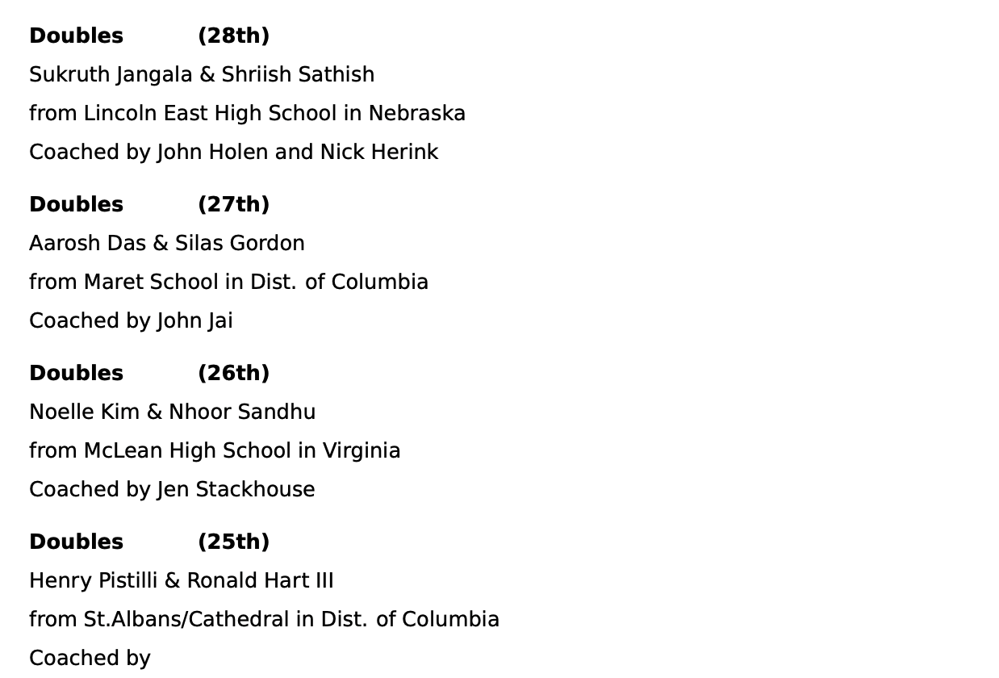 Doubles (28th)
Sukruth Jangala & Shriish Sathish
from Lincoln East High School in Nebraska
Coached by John Holen and Nick Herink
Doubles (27th)
Aarosh Das & Silas Gordon
from Maret School in Dist. of Columbia
Coached by John Jai
Doubles (26th)
Noelle Kim & Nhoor Sandhu
from McLean High School in Virginia
Coached by Jen Stackhouse
Doubles (25th)
Henry Pistilli & Ronald Hart III
from St.Albans/Cathedral in Dist. of Columbia
Coached by